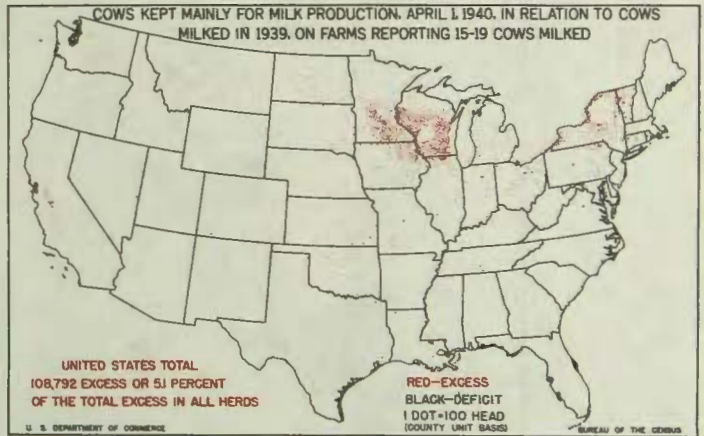 COWS KEPT MAINLY FOR MILK PRODUCTION, APRIL 1, 1940, IN RELATION TO COWS
MILKED IN 1939, ON FARMS REPORTING 15-19 COWS MILKED
UNITED STATES TOTAL
108,792 EXCESS OR 5.1 PERCENT
OF THE TOTAL EXCESS IN ALL HERDS
RED—EXCESS
BLACK—DEFICIT
1 DOT=100 HEAD
(COUNTY UNIT BASIS)
U. S. DEPARTMENT OF COMMERCE
BUREAU OF THE CENSUS